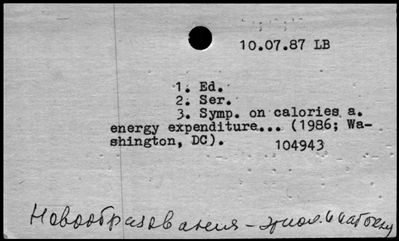 10.07.87 LB
1. Ed.
2. Ser.
3. Symp. on calories a.
energy expenditure... (1986; Wa-
shington, DC).
104943
Новообразования -